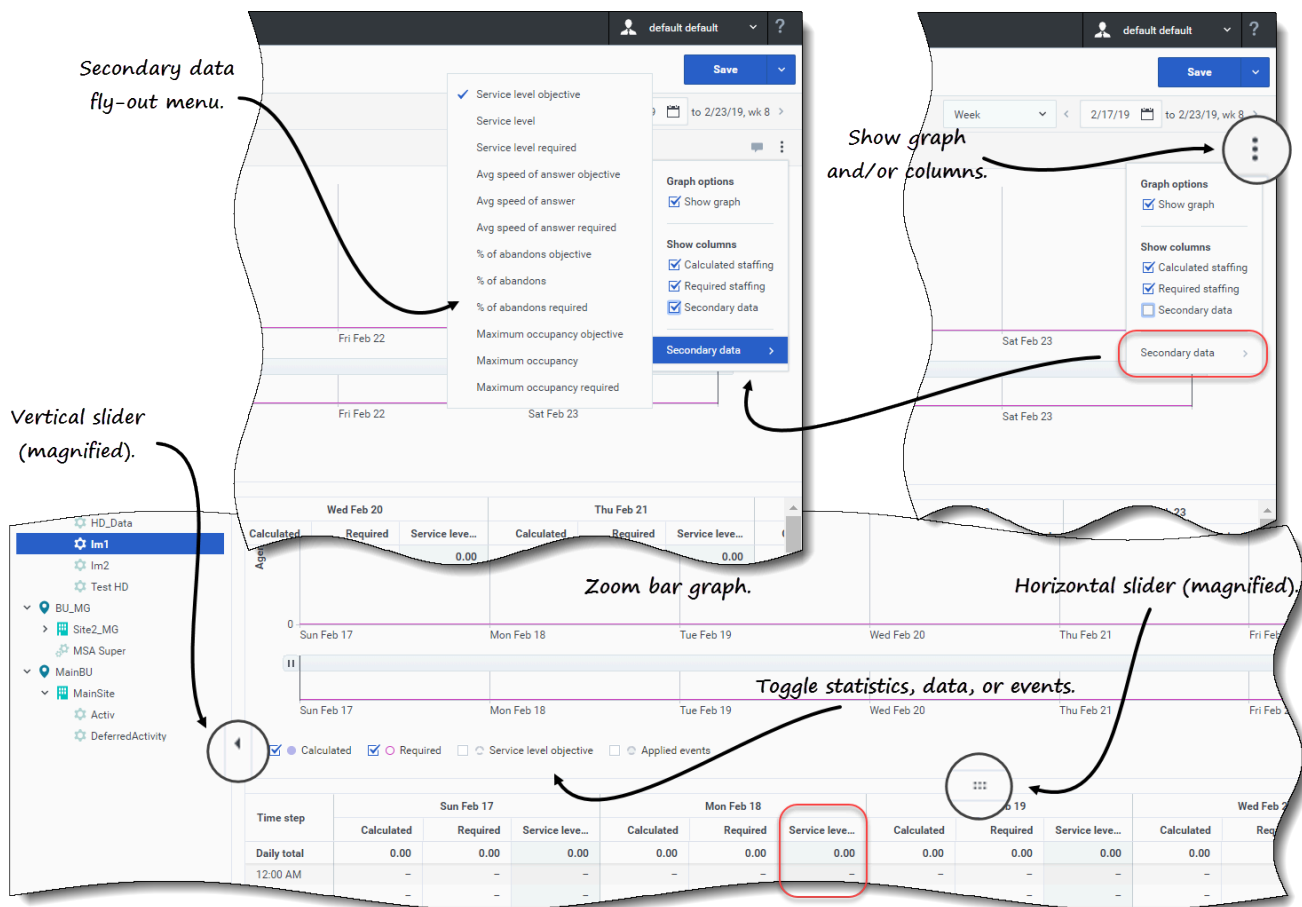 default default
?
Secondary data
fly-out menu.
Save
Service level objective
Service level
Service level required
Avg speed of answer objective
Avg speed of answer
Avg speed of answer required
% of abandons objective
% of abandons
% of abandons required
Maximum occupancy objective
Maximum occupancy
Maximum occupancy required
9 to 2/23/19, wk 8 >
Graph options
Show graph
Show columns
Calculated staffing
Required staffing
Secondary data
Secondary data >
Fri Feb 22
Fri Feb 22 Sat Feb 23
Wed Feb 20 Thu Feb 21
Calculated Required Service leve... Calculated Required Service leve...
0.00 0.00
default default
?
Save
Week < 2/17/19 to 2/23/19, wk 8 >
Show graph
and/or columns.
Graph options
Show graph
Show columns
Calculated staffing
Required staffing
Secondary data
Secondary data >
Sat Feb 23
Sat Feb 23
23
Vertical slider
(magnified).
HD_Data
Im1
Im2
Test HD
BU_MG
Site2_MG
MSA Super
MainBU
MainSite
Activ
DeferredActivity
Zoom bar graph.
Horizontal slider (magnified).
0
Sun Feb 17 Mon Feb 18 Tue Feb 19 Wed Feb 20 Thu Feb 21 Fri Feb
Toggle statistics, data, or events.
Sun Feb 17 Mon Feb 18 Tue Feb 19 Wed Feb 20 Thu Feb 21 Fri Feb 2
Calculated Required Service level objective Applied events
Time step Sun Feb 17 Mon Feb 18 19 Wed Feb 2
Calculated Required Service leve... Calculated Required Service leve... Calculated Required Service leve... Calculated Req
Daily total 0.00 0.00 0.00 0.00 0.00 0.00 0.00 0.00 0.00 0.00
12:00 AM – – – – – – – – – –